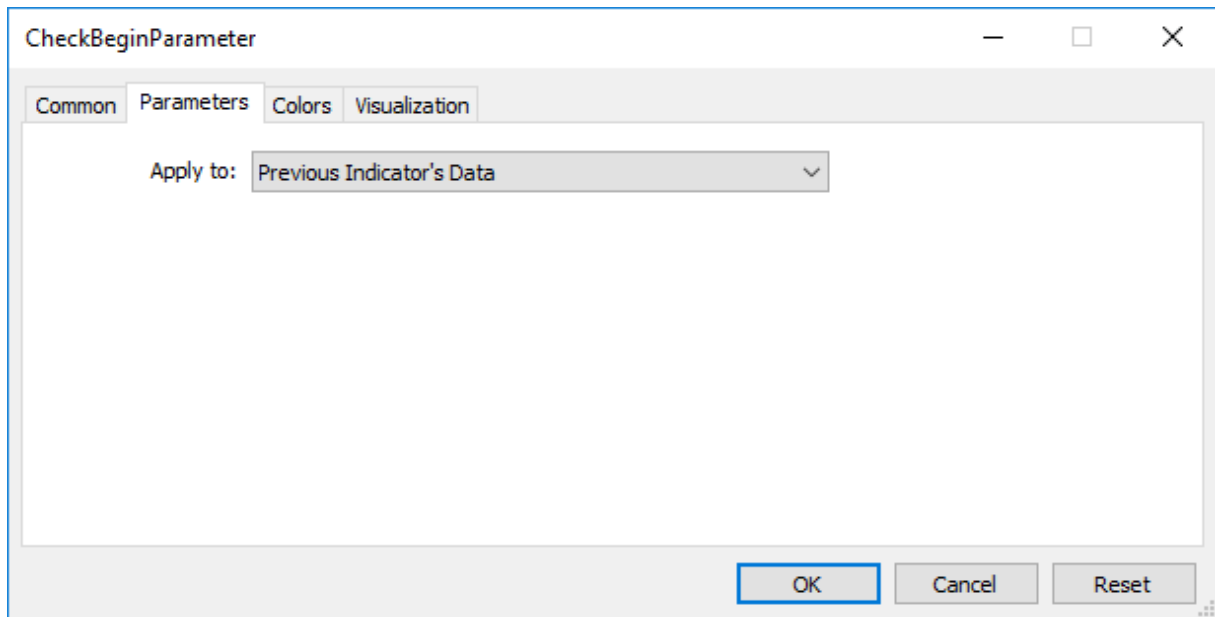 CheckBeginParameter
Common Parameters Colors Visualization
Apply to: Previous Indicator's Data
OK Cancel Reset